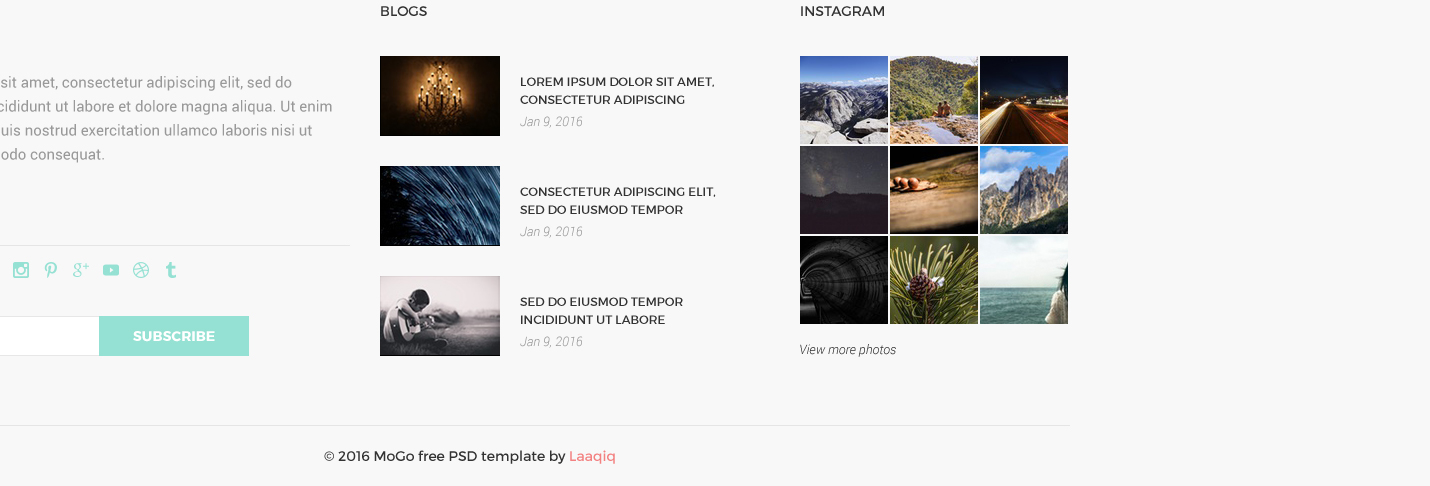 sit amet, consectetur adipiscing elit, sed do
cididunt ut labore et dolore magna aliqua. Ut enim
uis nostrud exercitation ullamco laboris nisi ut
odo consequat.
SUBSCRIBE
BLOGS
LOREM IPSUM DOLOR SIT AMET,
CONSECTETUR ADIPISCING
Jan 9, 2016
CONSECTETUR ADIPISCING ELIT,
SED DO EIUSMOD TEMPOR
Jan 9, 2016
SED DO EIUSMOD TEMPOR
INCIDIDUNT UT LABORE
Jan 9, 2016
INSTAGRAM
View more photos
© 2016 MoGo free PSD template by Laaqiq